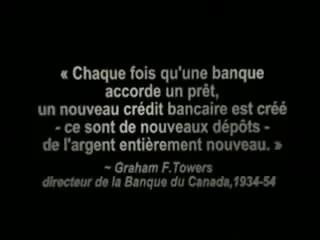 « Chaque fois qu'une banque
accorde un prêt,
un nouveau crédit bancaire est créé
- ce sont de nouveaux dépôts -
de l'argent entièrement nouveau. »
~ Graham F.Towers
directeur de la Banque du Canada,1934-54